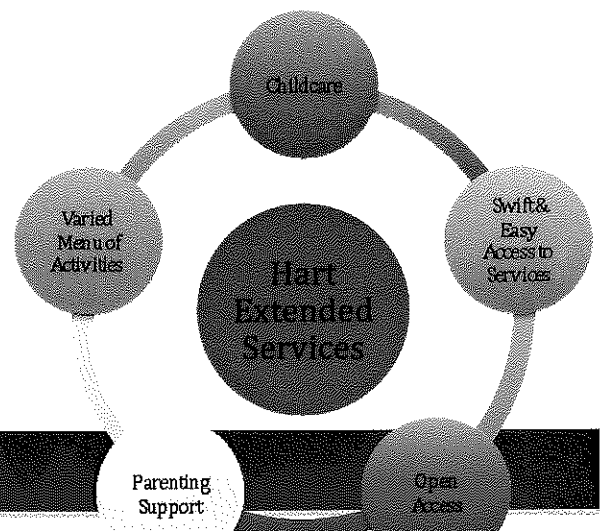 Childcare
Swift &
Easy
Access to
Services
Open
Access
Parenting
Support
Varied
Menu of
Activities
Hart
Extended
Services